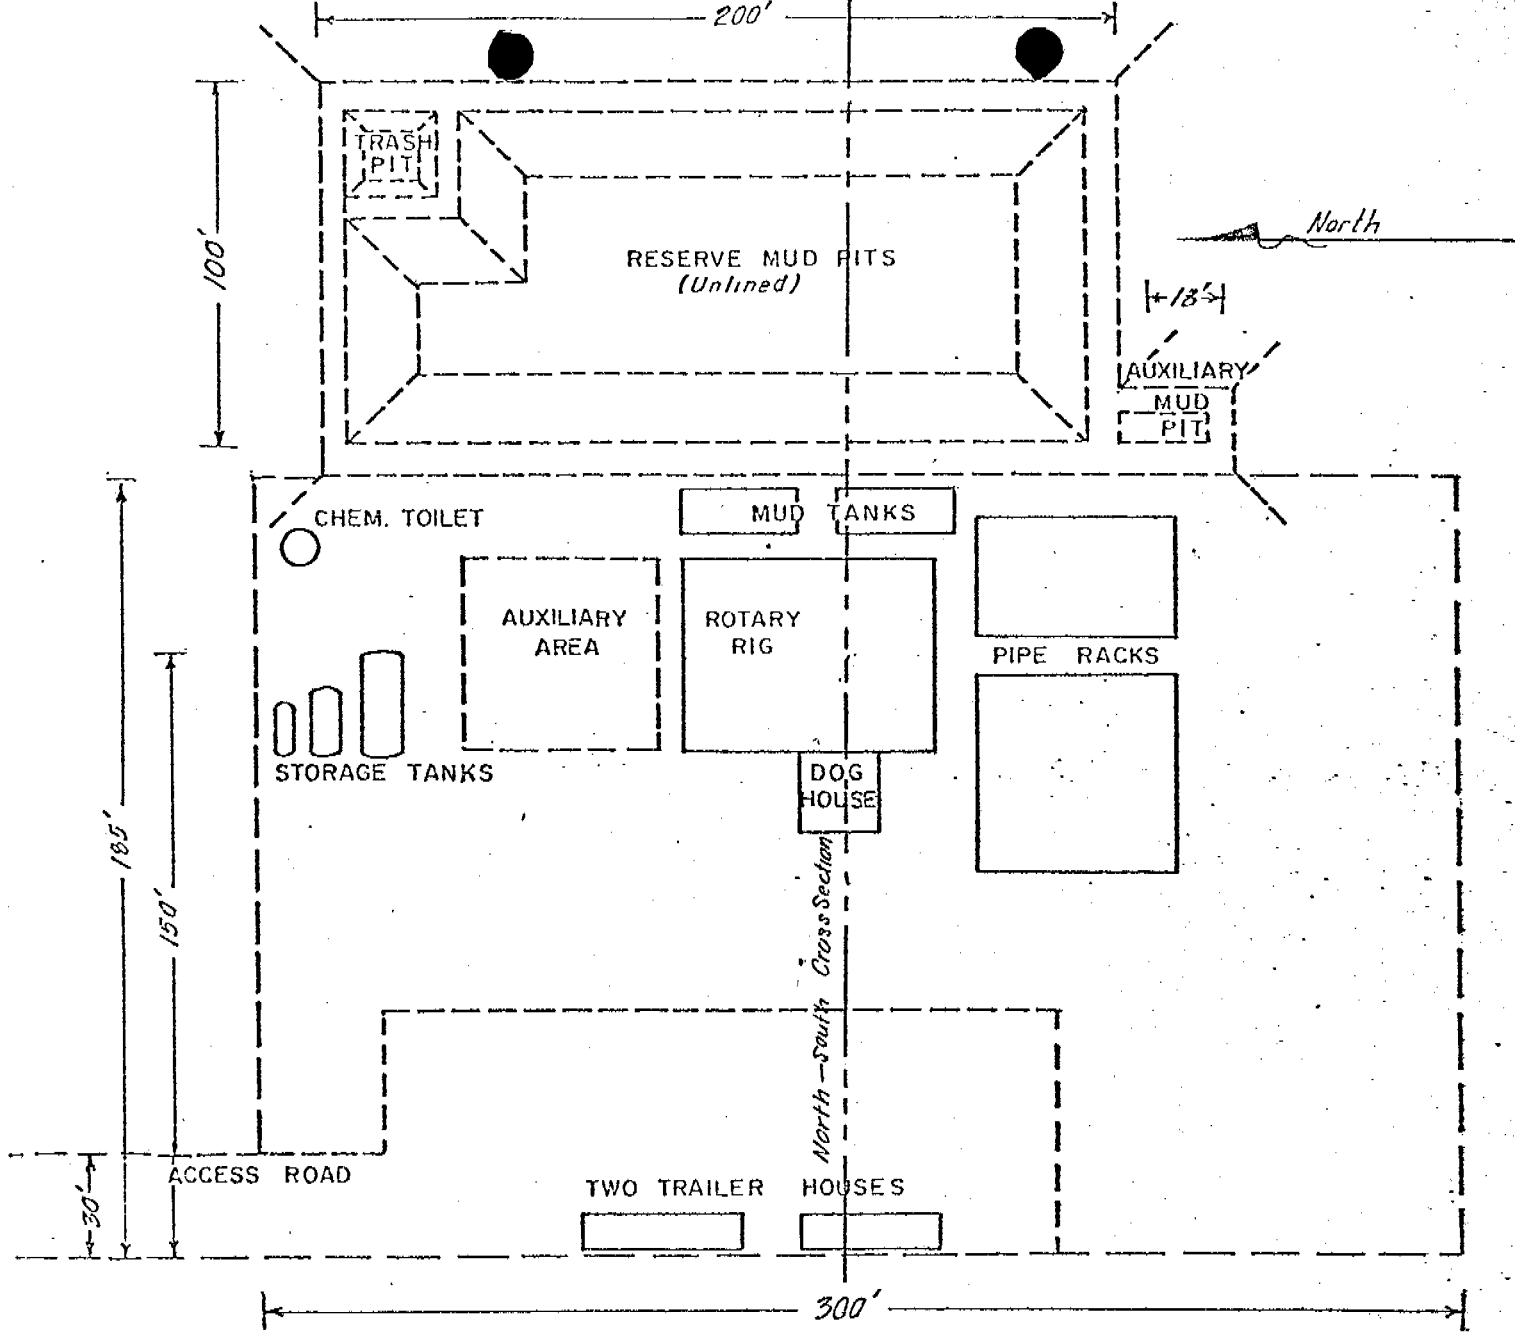 200'
TRASH
PIT
100'
RESERVE MUD PITS
(Unlined)
North
18'
AUXILIARY
MUD
PIT
CHEM. TOILET
MUD TANKS
AUXILIARY
AREA
ROTARY
RIG
PIPE RACKS
STORAGE TANKS
DOG
HOUSE
185'
150'
North-South Cross Section
ACCESS ROAD
30'
TWO TRAILER HOUSES
300'